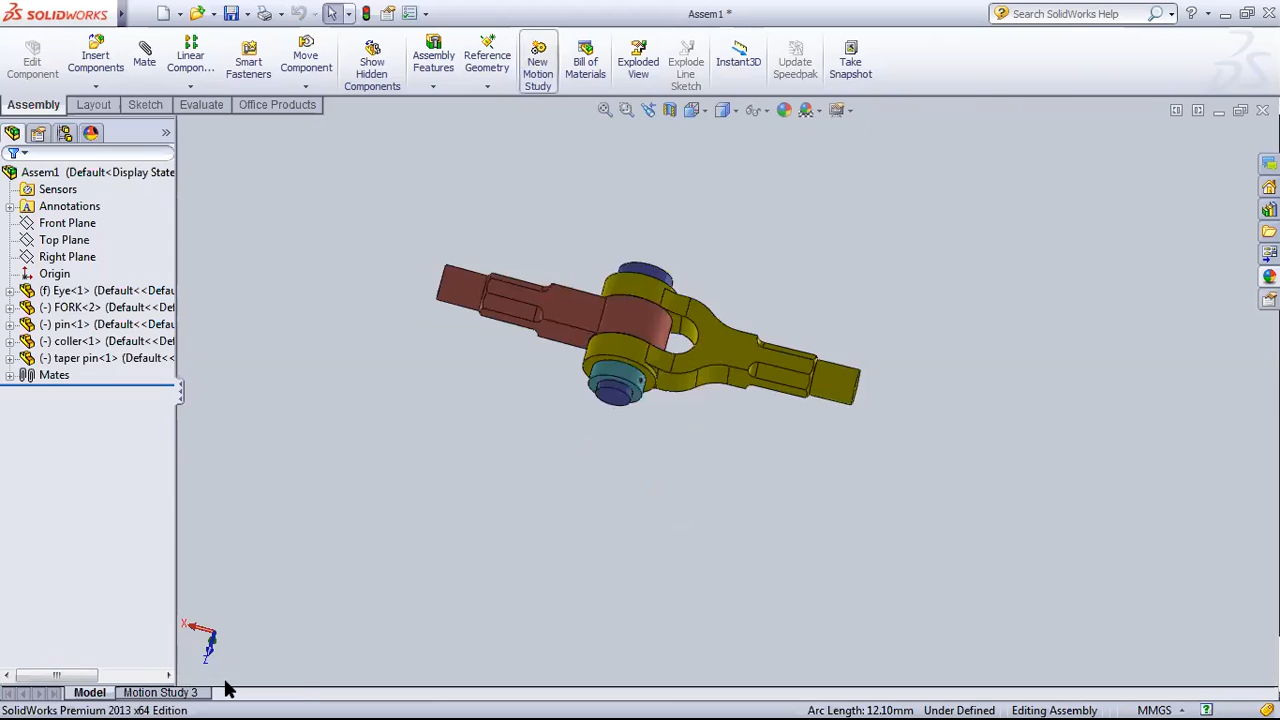 SOLIDWORKS
Assem1 *
Search SolidWorks Help
Edit
Component
Insert
Components
Mate
Linear
Compon...
Smart
Fasteners
Move
Component
Show
Hidden
Components
Assembly
Features
Reference
Geometry
New
Motion
Study
Bill of
Materials
Exploded
View
Explode
Line
Sketch
Instant3D
Update
Speedpak
Take
Snapshot
Assembly
Layout
Sketch
Evaluate
Office Products
Assem1 (Default<Display State
Sensors
Annotations
Front Plane
Top Plane
Right Plane
Origin
(f) Eye<1> (Default<<Defau
(-) FORK<2> (Default<<Defa
(-) pin<1> (Default<<Defau
(-) coller<1> (Default<<Defa
(-) taper pin<1> (Default<<
Mates
X
Z
Model
Motion Study 3
SolidWorks Premium 2013 x64 Edition
Arc Length: 12.10mm
Under Defined
Editing Assembly
MMGS